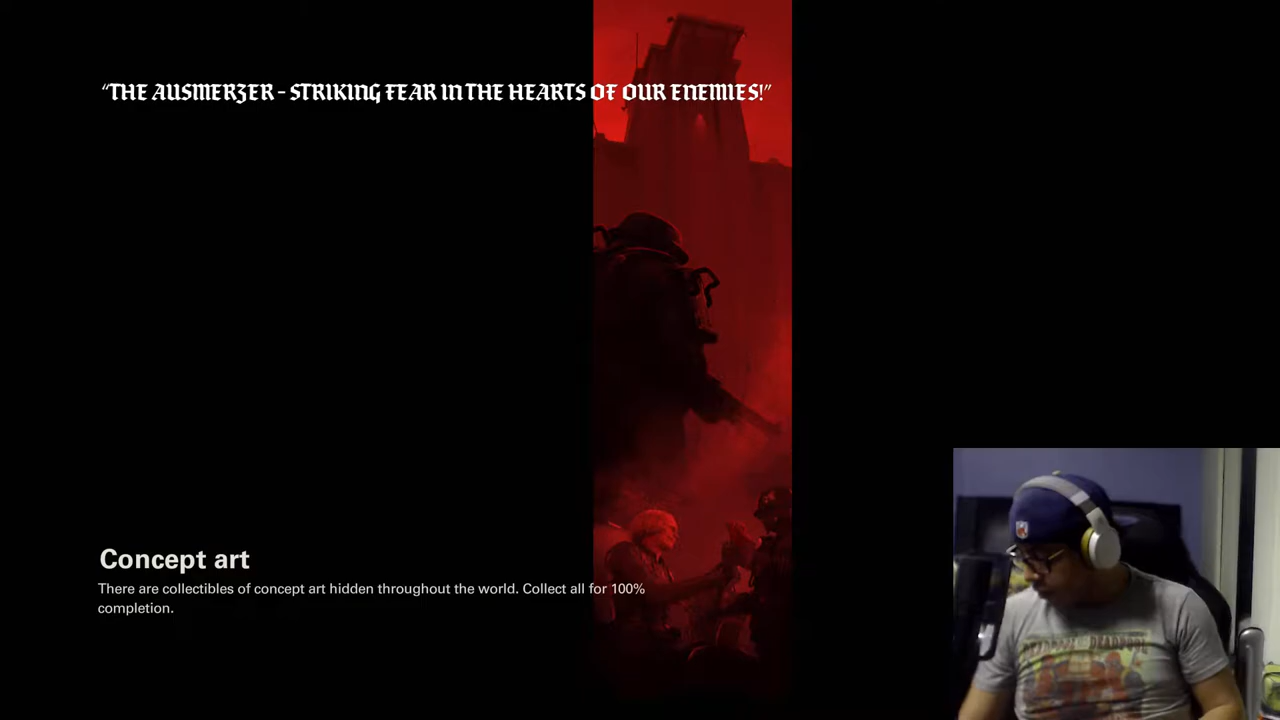 “THE AUSMERZER - STRIKING FEAR IN THE HEARTS OF OUR ENEMIES!”
Concept art
There are collectibles of concept art hidden throughout the world. Collect all for 100%
completion.
DEADPOOL